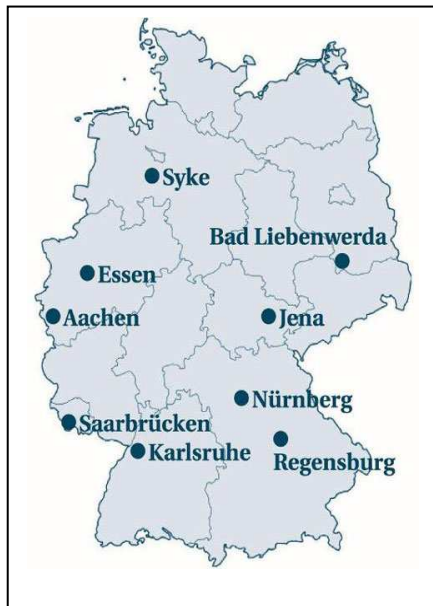 Syke
Bad Liebenwerda
Essen
Aachen
Jena
Nürnberg
Saarbrücken
Karlsruhe
Regensburg